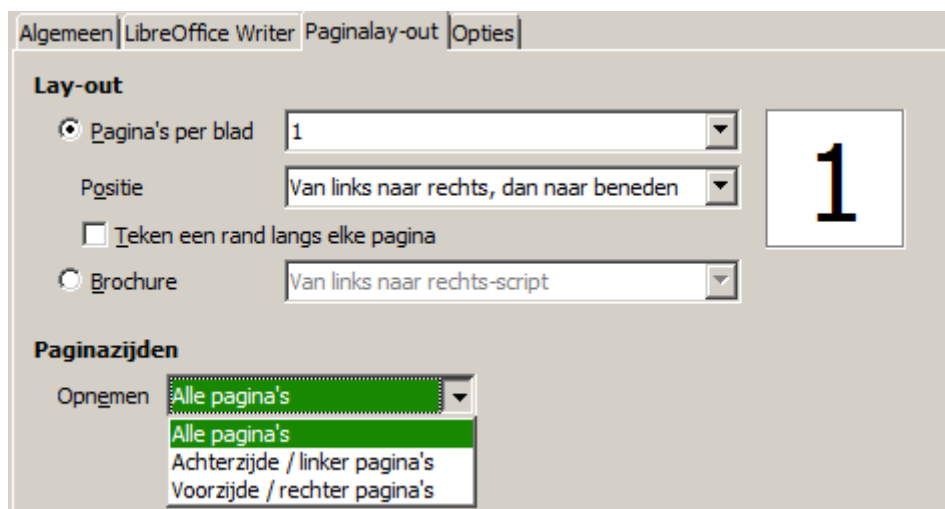 Algemeen LibreOffice Writer Paginalay-out Opties
Lay-out
Pagina's per blad 1
1
Positie Van links naar rechts, dan naar beneden
Teken een rand langs elke pagina
Brochure Van links naar rechts-script
Paginazijden
Opnemen Alle pagina's
Alle pagina's
Achterzijde / linker pagina's
Voorzijde / rechter pagina's